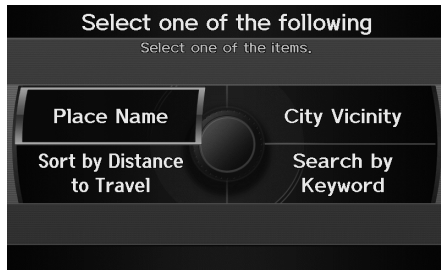 Select one of the following
Select one of the items.
Place Name
City Vicinity
Sort by Distance
to Travel
Search by
Keyword